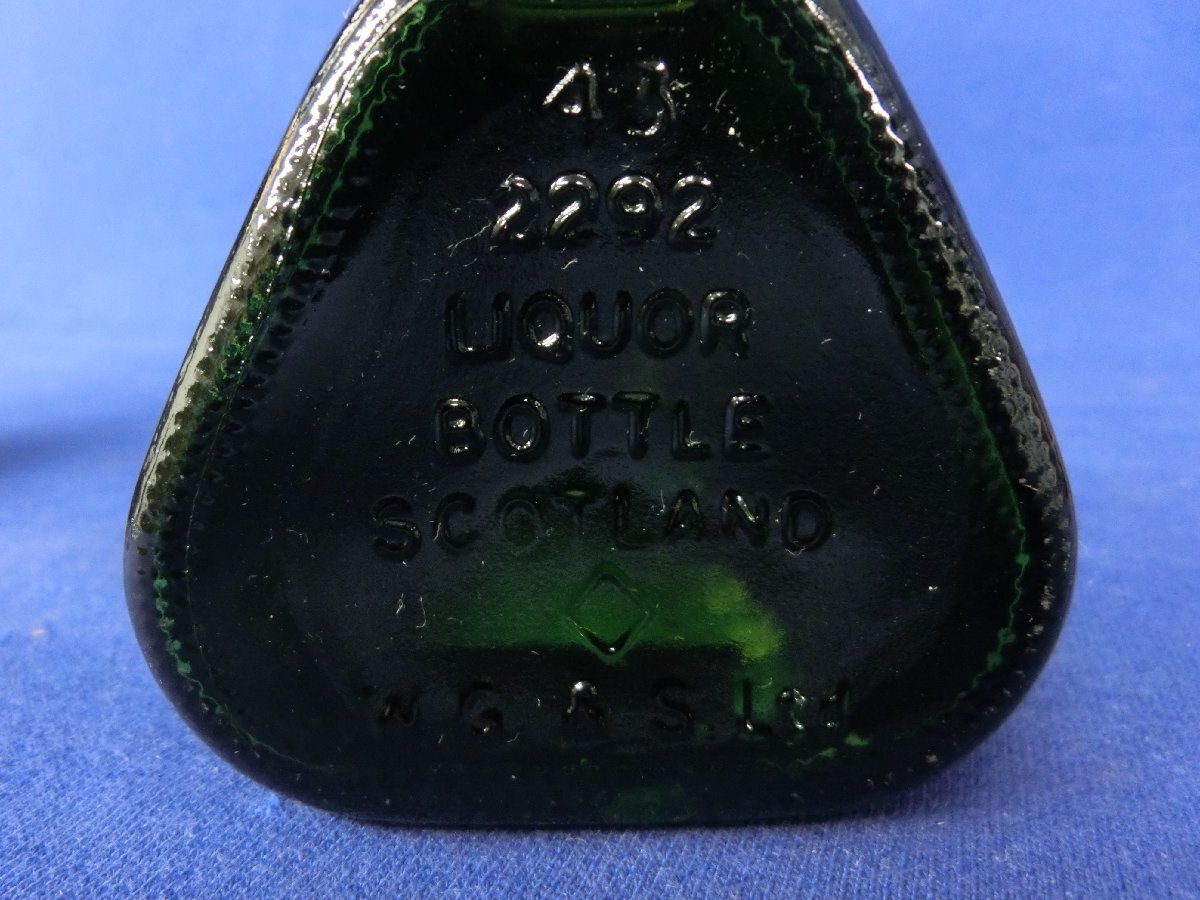 43
2292
LIQUOR
BOTTLE
SCOTLAND
W G & S Ltd